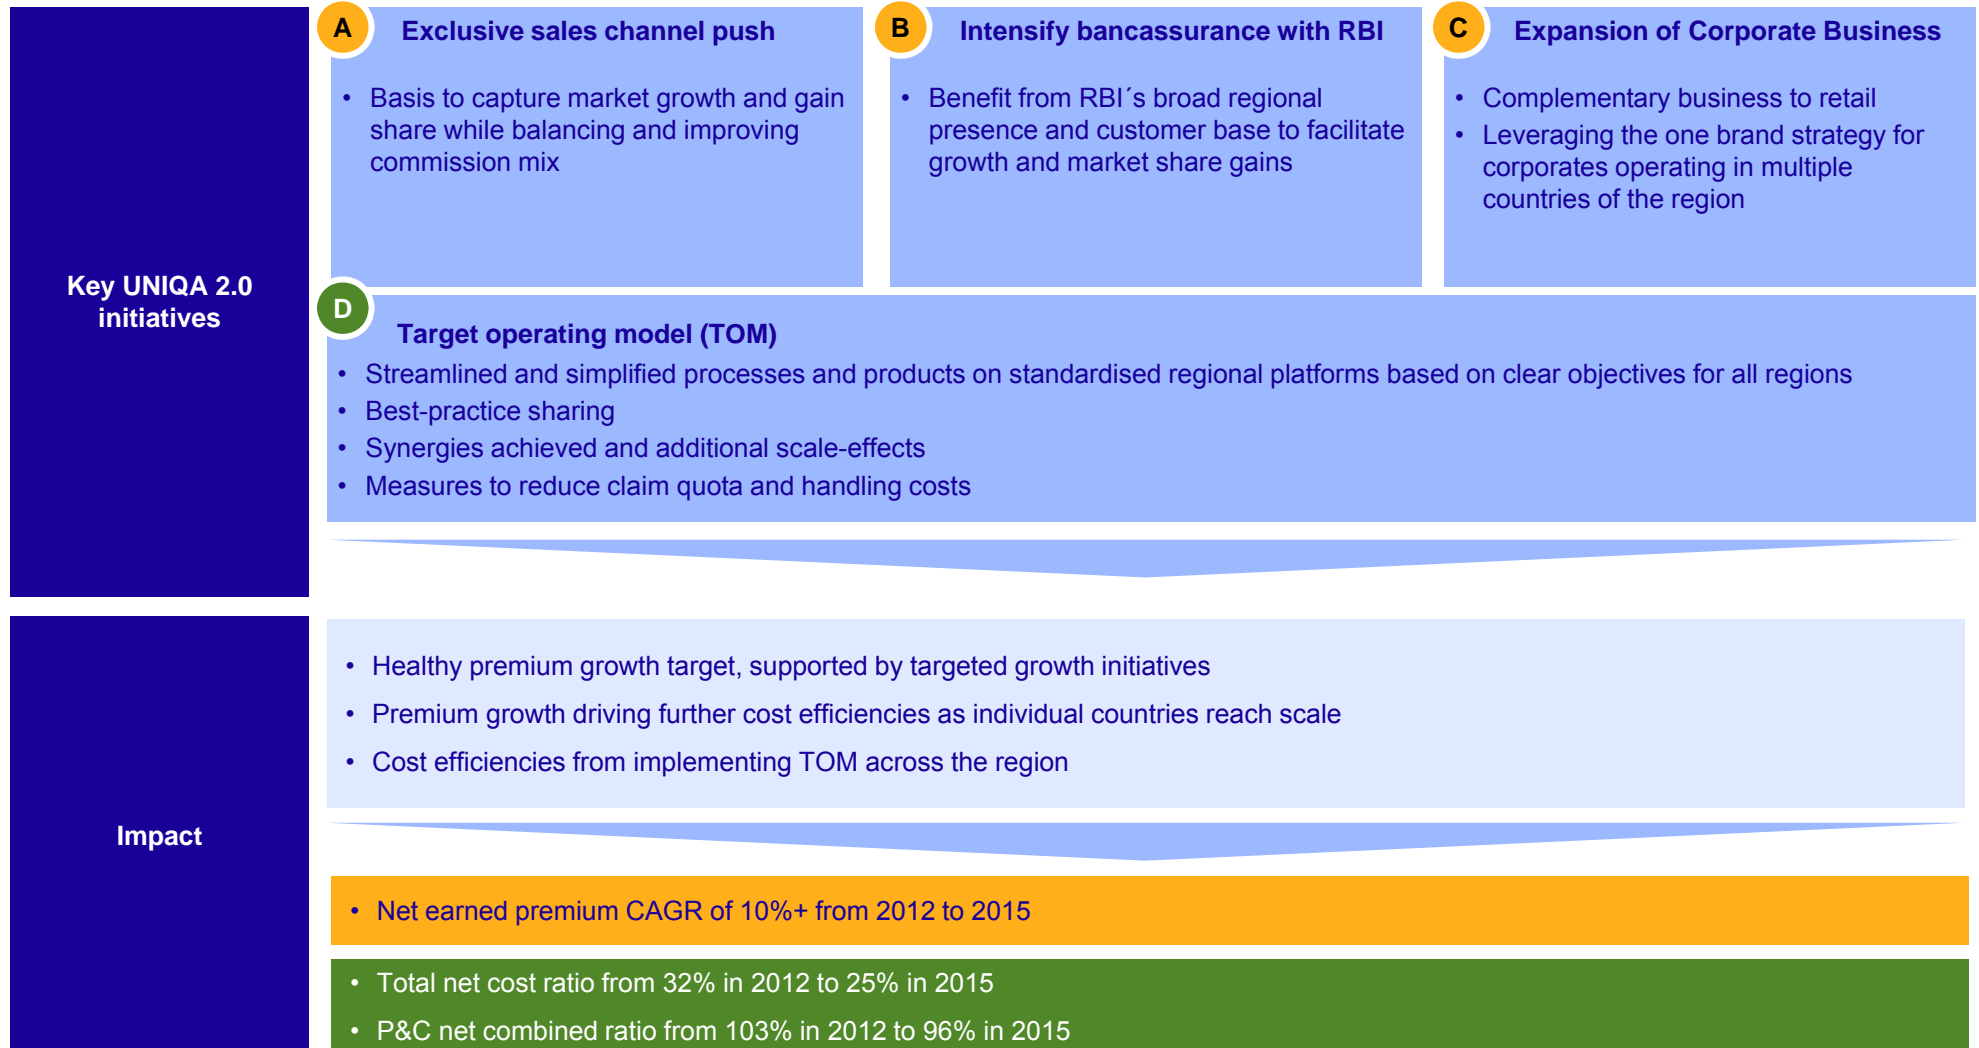 Key UNIQA 2.0
initiatives
A
Exclusive sales channel push
• Basis to capture market growth and gain
share while balancing and improving
commission mix
B
Intensify bancassurance with RBI
• Benefit from RBI´s broad regional
presence and customer base to facilitate
growth and market share gains
C
Expansion of Corporate Business
• Complementary business to retail
• Leveraging the one brand strategy for
corporates operating in multiple
countries of the region
D
Target operating model (TOM)
• Streamlined and simplified processes and products on standardised regional platforms based on clear objectives for all regions
• Best-practice sharing
• Synergies achieved and additional scale-effects
• Measures to reduce claim quota and handling costs
Impact
• Healthy premium growth target, supported by targeted growth initiatives
• Premium growth driving further cost efficiencies as individual countries reach scale
• Cost efficiencies from implementing TOM across the region
• Net earned premium CAGR of 10%+ from 2012 to 2015
• Total net cost ratio from 32% in 2012 to 25% in 2015
• P&C net combined ratio from 103% in 2012 to 96% in 2015